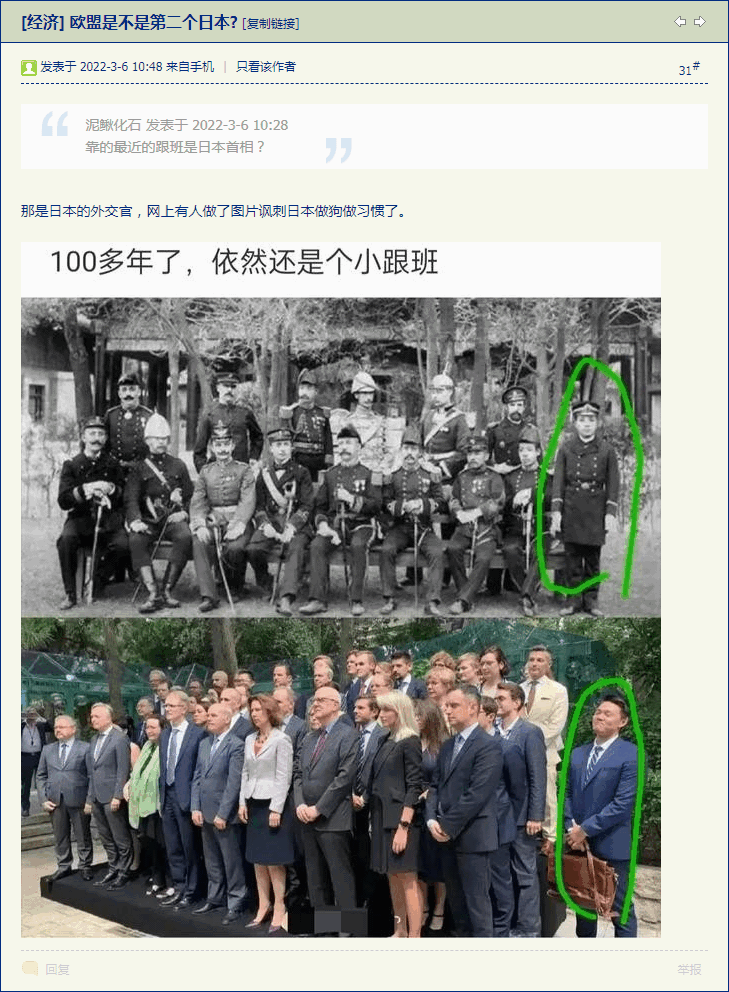 [经济] 欧盟是不是第二个日本? [复制链接]
发表于 2022-3-6 10:48 来自手机 | 只看该作者
31#
泥鳅化石 发表于 2022-3-6 10:28
靠的最近的跟班是日本首相？
那是日本的外交官，网上有人做了图片讽刺日本做狗做习惯了。
100多年了，依然还是个小跟班
回复
举报